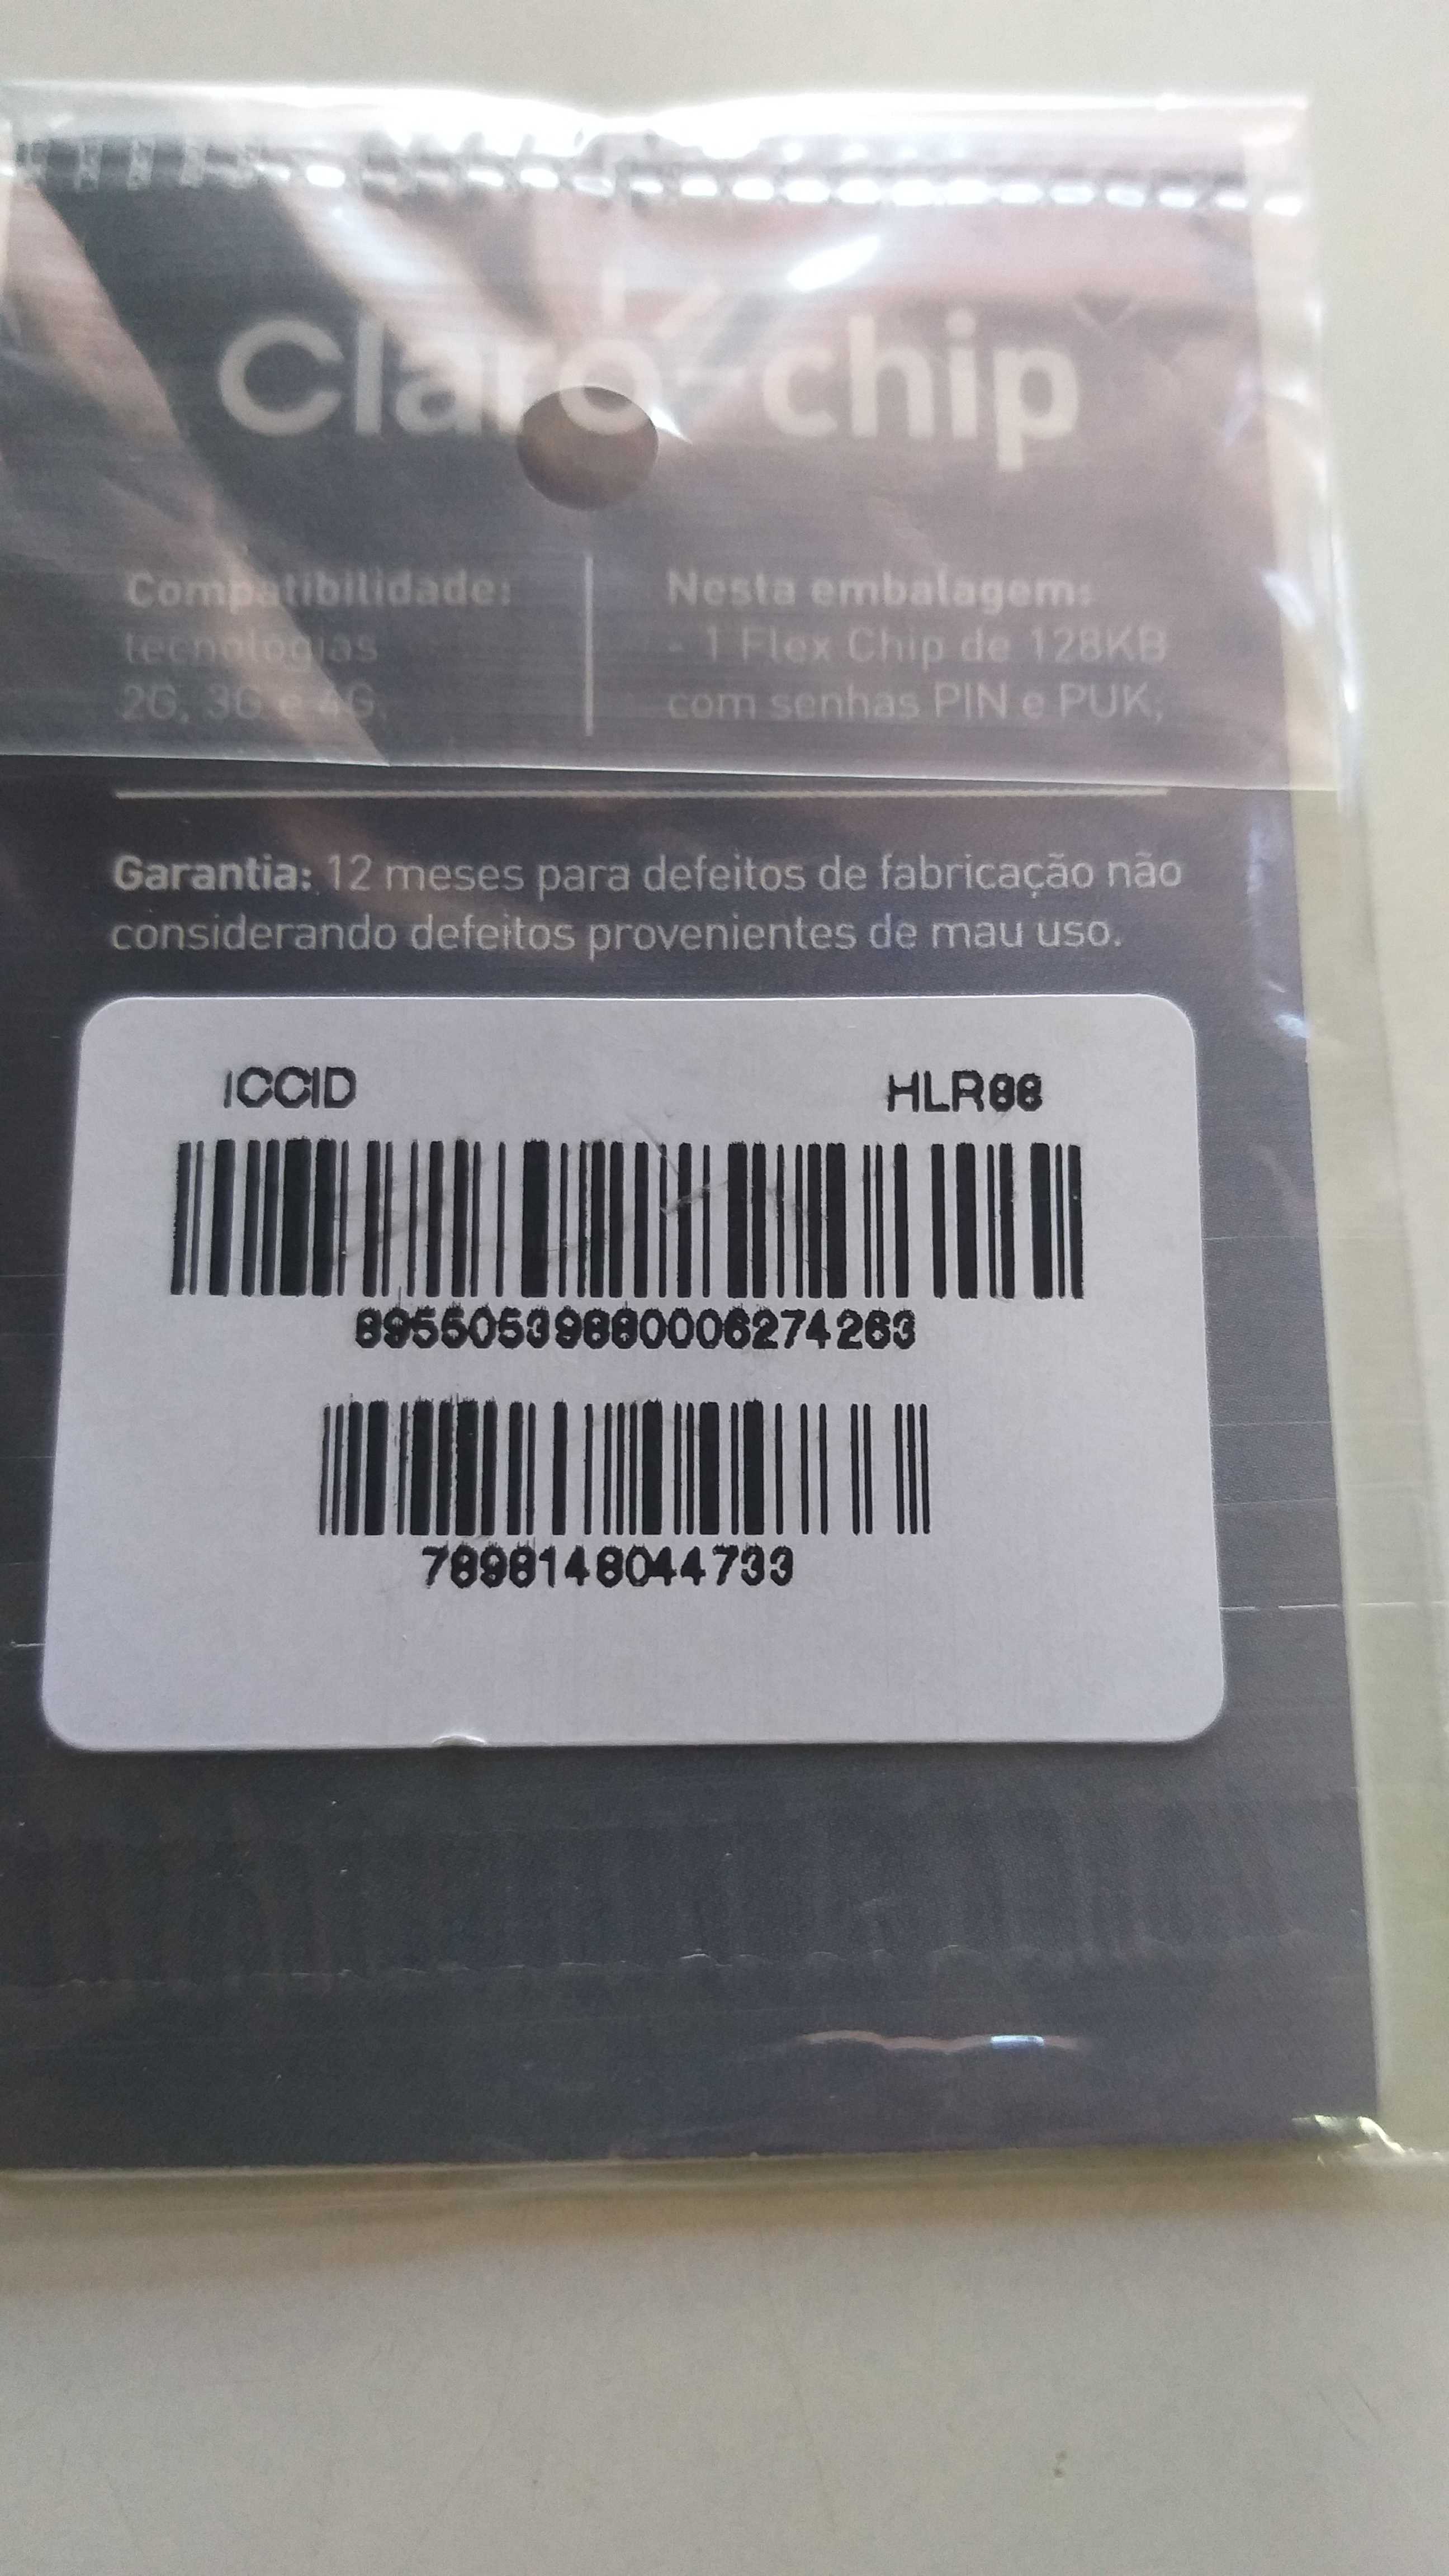 Claro-chip
Compatibilidade:
tecnologias
2G, 3G e 4G.
Nesta embalagem:
- 1 Flex Chip de 128KB
com senhas PIN e PUK;
Garantia: 12 meses para defeitos de fabricação não
considerando defeitos provenientes de mau uso.
ICCID
HLR88
89550539880006274263
7898148044733